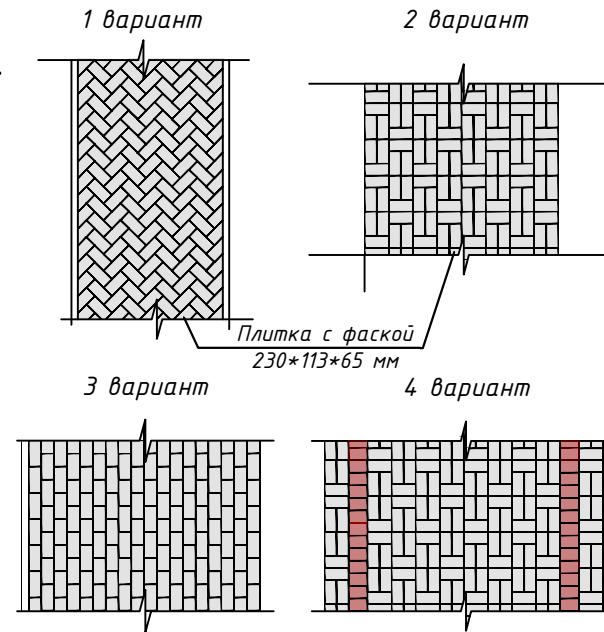 1 вариант
2 вариант
Плитка с фаской
230*113*65 мм
3 вариант
4 вариант